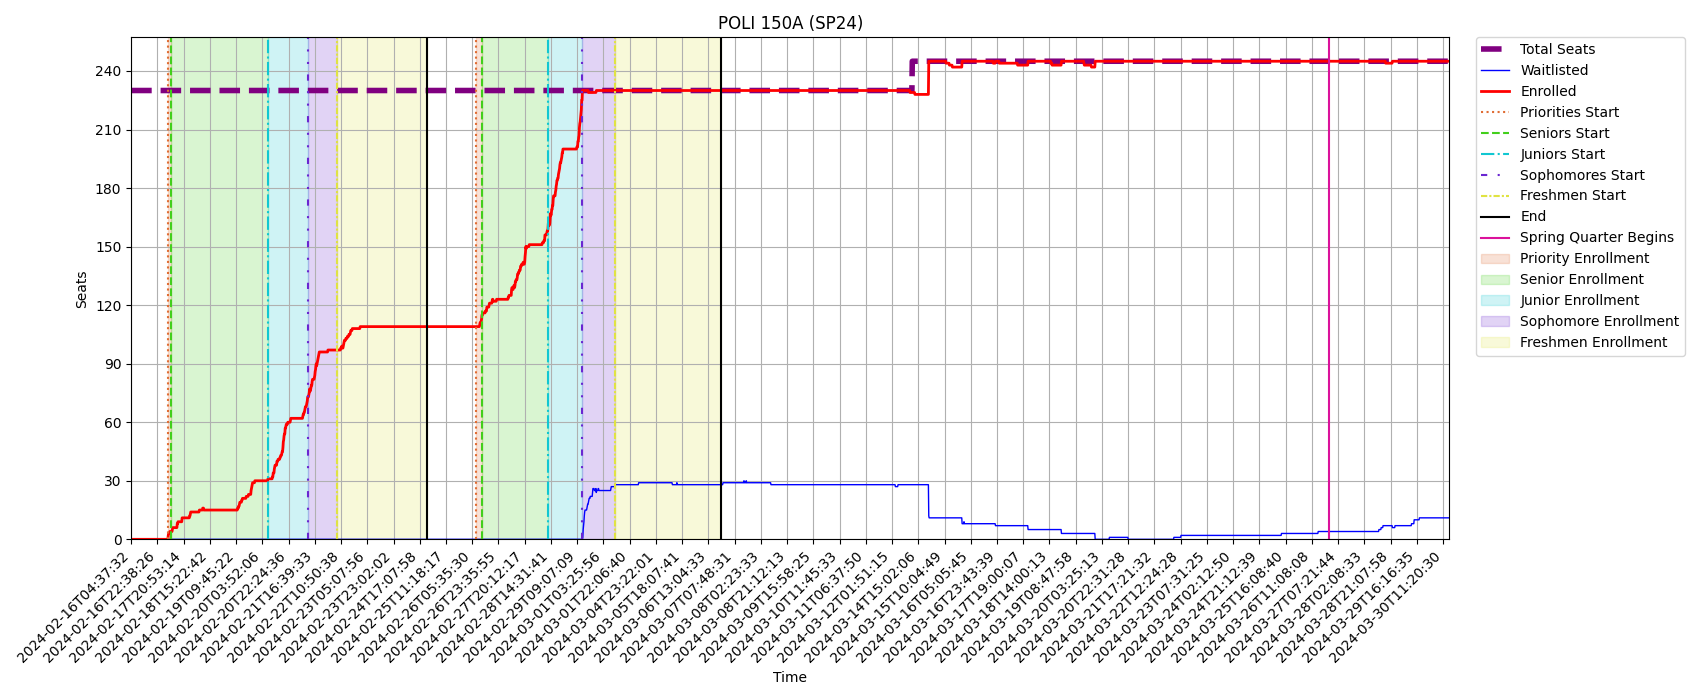 POLI 150A (SP24)
Seats
240
210
180
150
120
90
60
30
0
2024-02-16T04:37:32
2024-02-16T22:38:26
2024-02-17T20:53:14
2024-02-18T15:22:42
2024-02-19T09:45:22
2024-02-20T03:52:06
2024-02-20T22:24:36
2024-02-21T16:39:33
2024-02-22T10:50:38
2024-02-23T05:07:56
2024-02-23T23:02:02
2024-02-24T17:07:58
2024-02-25T11:18:17
2024-02-26T05:35:30
2024-02-26T23:35:55
2024-02-27T20:12:17
2024-02-28T14:31:41
2024-02-29T09:07:09
2024-03-01T03:25:56
2024-03-01T22:06:40
2024-03-04T23:22:01
2024-03-05T18:07:41
2024-03-06T13:04:33
2024-03-07T07:48:31
2024-03-08T02:23:33
2024-03-08T21:12:13
2024-03-09T15:58:25
2024-03-10T11:45:33
2024-03-11T06:37:50
2024-03-12T01:51:15
2024-03-14T15:02:06
2024-03-15T10:04:49
2024-03-16T05:05:45
2024-03-16T23:43:39
2024-03-17T19:00:07
2024-03-18T14:00:13
2024-03-19T08:47:58
2024-03-20T03:25:13
2024-03-20T22:31:28
2024-03-21T17:21:32
2024-03-22T12:24:28
2024-03-23T07:31:25
2024-03-24T02:12:50
2024-03-24T21:12:39
2024-03-25T16:08:40
2024-03-26T11:08:09
2024-03-27T07:21:44
2024-03-28T02:08:33
2024-03-28T21:07:58
2024-03-29T16:16:35
2024-03-30T11:20:30
Time
Total Seats
Waitlisted
Enrolled
Priorities Start
Seniors Start
Juniors Start
Sophomores Start
Freshmen Start
End
Spring Quarter Begins
Priority Enrollment
Senior Enrollment
Junior Enrollment
Sophomore Enrollment
Freshmen Enrollment